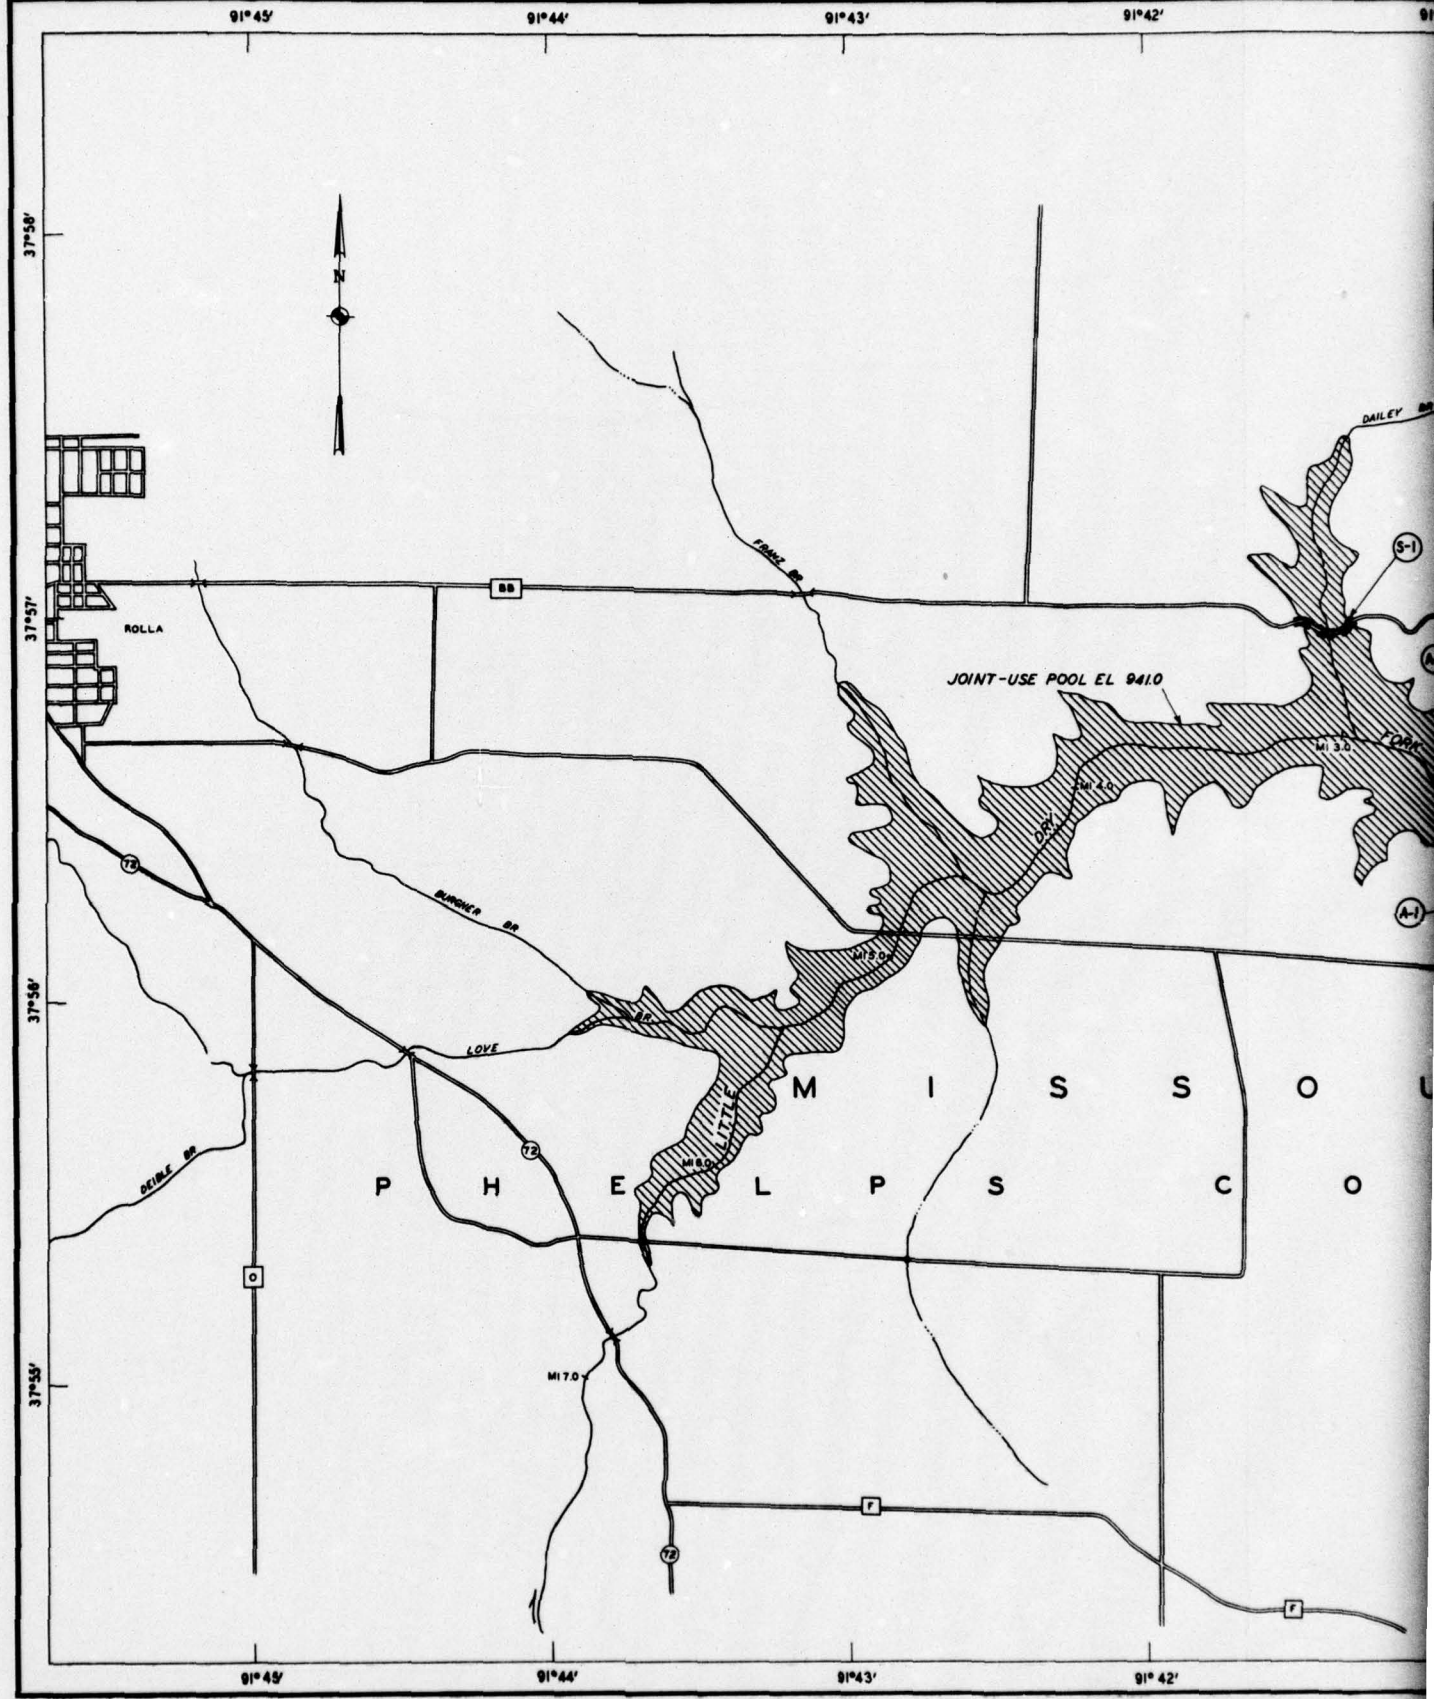 91°45' 91°44' 91°43' 91°42' 91
37°58'
N
DAILEY BR
S-1
FRANZ BR
BB
37°57'
ROLLA
A
JOINT-USE POOL EL 941.0
FORK
MI 3.0
MI 4.0
DRY
72
BURGHER BR
A-1
MI 5.0
37°56'
BR.
LOVE
M I S S O U
LITTLE
72
DEIBLE BR
MI 6.0
P H E L P S C O
O
37°55'
MI 7.0
F
72
F
91°45' 91°44' 91°43' 91°42'